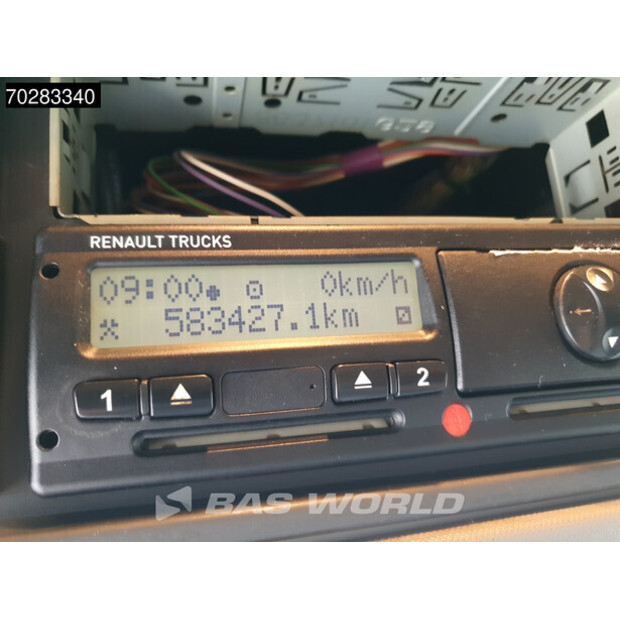 70283340
RENAULT TRUCKS
09:00 0km/h
583427.1km
1 2
BAS WORLD